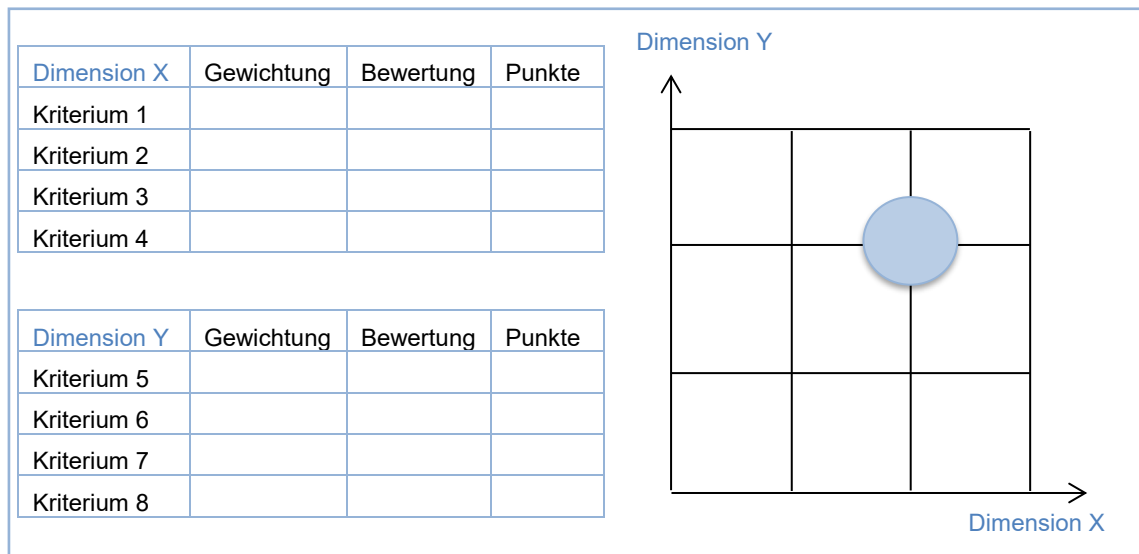 Dimension X Gewichtung Bewertung Punkte
Kriterium 1
Kriterium 2
Kriterium 3
Kriterium 4
Dimension Y Gewichtung Bewertung Punkte
Kriterium 5
Kriterium 6
Kriterium 7
Kriterium 8
Dimension Y
Dimension X